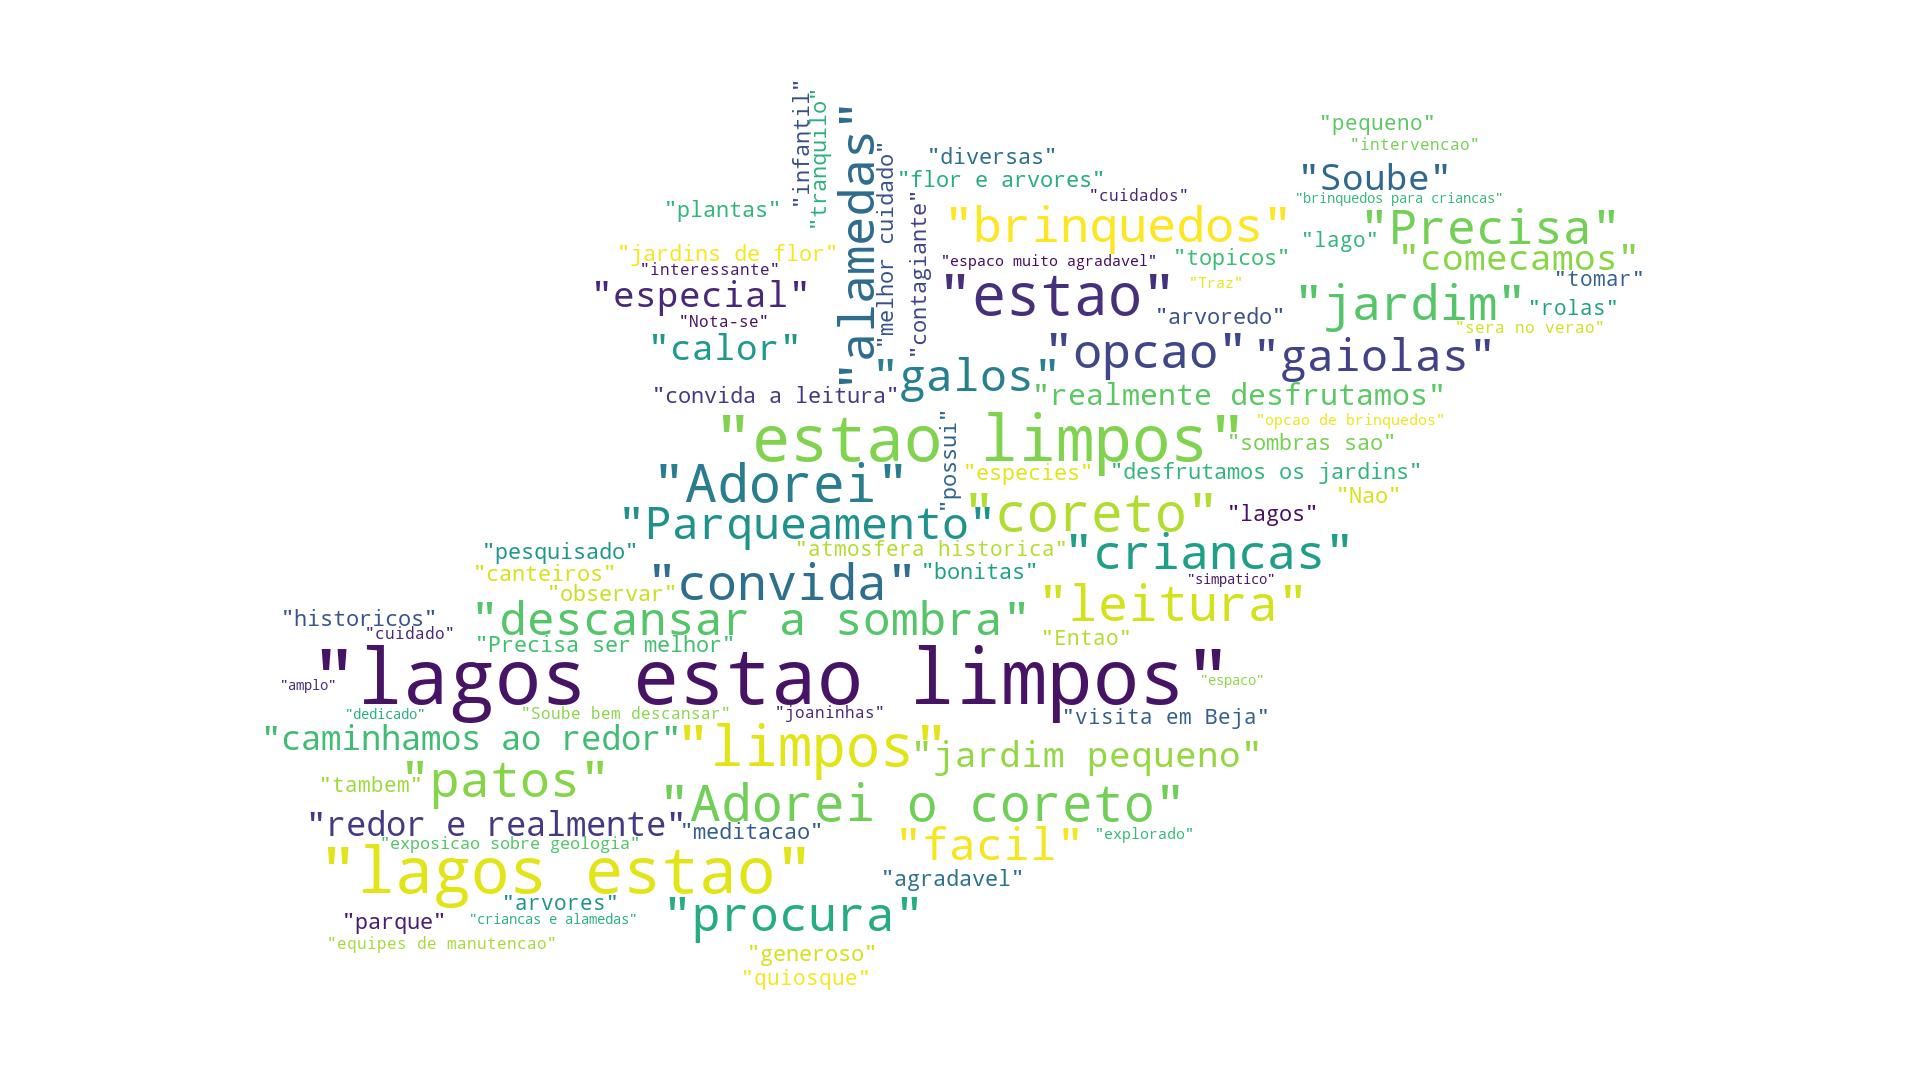 "infantil"
"tranquilo"
"alamedas"
"melhor cuidado"
"contagiante"
"pequeno"
"intervencao"
"diversas"
"Soube"
"flor e arvores"
"cuidados"
"brinquedos para criancas"
"plantas"
"brinquedos"
"Precisa"
"lago"
"jardins de flor"
"espaco muito agradavel"
"topicos"
"comecamos"
"interessante"
"tomar"
"Traz"
"especial"
"estao"
"jardim"
"rolas"
"Nota-se"
"arvoredo"
"sera no verao"
"calor"
"opcao"
"gaiolas"
"galos"
"convida a leitura"
"realmente desfrutamos"
"estao limpos"
"opcao de brinquedos"
"sombras sao"
"possui"
"Adorei"
"especies"
"desfrutamos os jardins"
"Nao"
"Parqueamento"
"coreto"
"lagos"
"pesquisado"
"atmosfera historica"
"criancas"
"canteiros"
"convida"
"bonitas"
"simpatico"
"observar"
"leitura"
"historicos"
"descansar a sombra"
"cuidado"
"Precisa ser melhor"
"Entao"
"lagos estao limpos"
"amplo"
"espaco"
"dedicado"
"Soube bem descansar"
"joaninhas"
"visita em Beja"
"caminhamos ao redor"
"limpos"
"jardim pequeno"
"tambem"
"patos"
"Adorei o coreto"
"redor e realmente"
"meditacao"
"facil"
"explorado"
"exposicao sobre geologia"
"lagos estao"
"agradavel"
"arvores"
"parque"
"criancas e alamedas"
"procura"
"equipes de manutencao"
"generoso"
"quiosque"